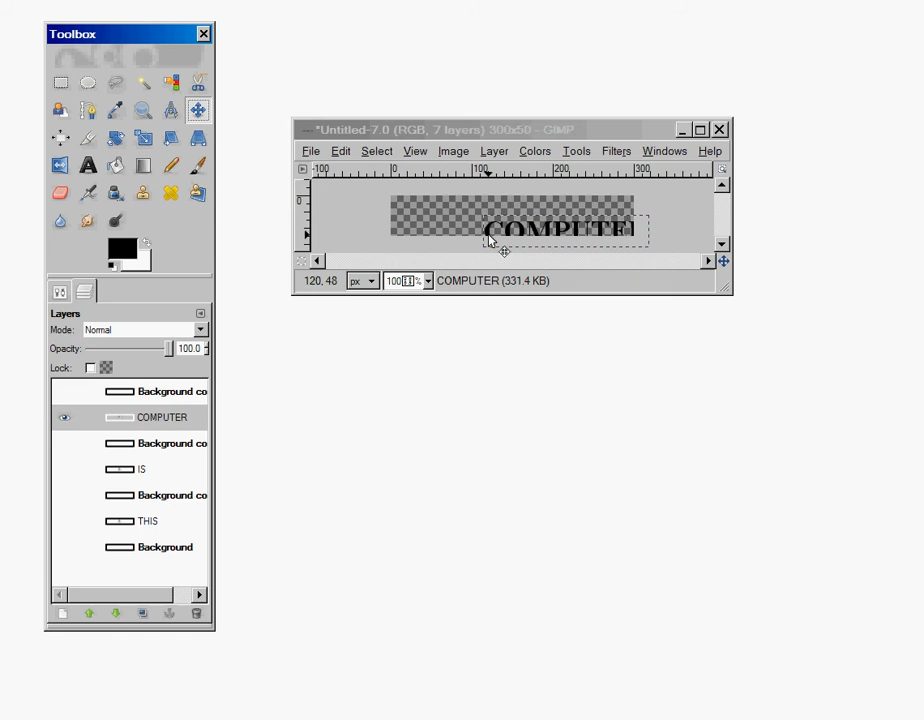 Toolbox
*Untitled-7.0 (RGB, 7 layers) 300x50 – GIMP
File Edit Select View Image Layer Colors Tools Filters Windows Help
-100 0 100 200 300
0
COMPUTE
120, 48 px 100 % COMPUTER (331.4 KB)
Layers
Mode: Normal
Opacity: 100.0
Lock:
Background co
COMPUTER
Background co
IS
Background co
THIS
Background